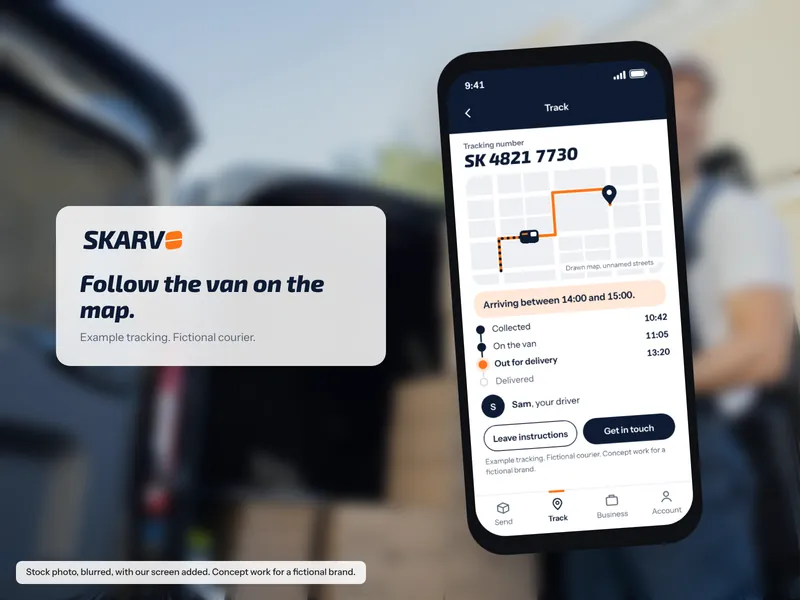 SKARVO
Follow the van on the
map.
Example tracking. Fictional courier.
9:41
Track
Tracking number
SK 4821 7730
Drawn map, unnamed streets
Arriving between 14:00 and 15:00.
Collected 10:42
On the van 11:05
Out for delivery 13:20
Delivered
S Sam, your driver
Leave instructions Get in touch
Example tracking. Fictional courier. Concept work for a
fictional brand.
Send Track Business Account
Stock photo, blurred, with our screen added. Concept work for a fictional brand.